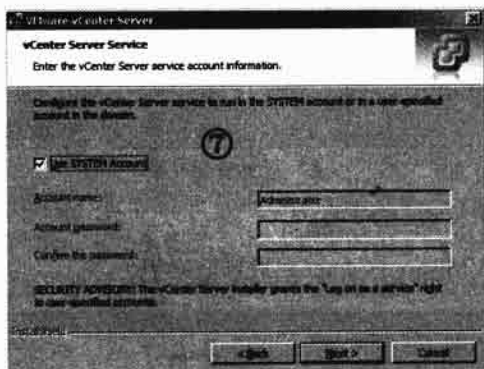 VMware vCenter Server
vCenter Server Service
Enter the vCenter Server service account information.
Configure the vCenter Server service to run in the SYSTEM account or in a user-specified
account in the domain.
⑦
Use SYSTEM Account
Account name:
Administrator
Account password:
Confirm the password:
SECURITY ADVISORY: The vCenter Server installer grants the "Log on as a service" right
to user-specified accounts.
InstallShield
< Back
Next >
Cancel